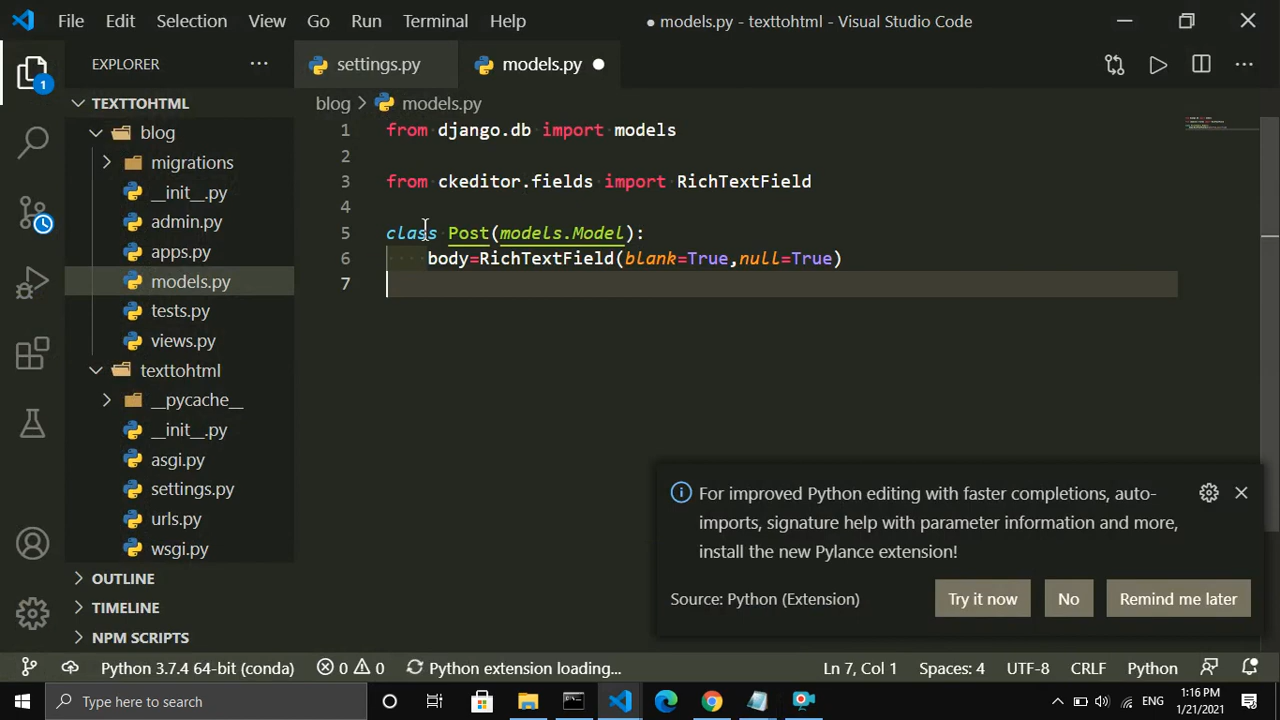 File Edit Selection View Go Run Terminal Help ● models.py - texttohtml - Visual Studio Code
EXPLORER ···
settings.py
models.py
1
TEXTTOHTML
blog
migrations
__init__.py
admin.py
apps.py
models.py
tests.py
views.py
texttohtml
__pycache__
__init__.py
asgi.py
settings.py
urls.py
wsgi.py
OUTLINE
TIMELINE
NPM SCRIPTS
blog > models.py
1 from django.db import models
2
3 from ckeditor.fields import RichTextField
4
5 class Post(models.Model):
6 body=RichTextField(blank=True,null=True)
7
For improved Python editing with faster completions, auto-
imports, signature help with parameter information and more,
install the new Pylance extension!
Source: Python (Extension) Try it now No Remind me later
Python 3.7.4 64-bit (conda) 0 0 Python extension loading... Ln 7, Col 1 Spaces: 4 UTF-8 CRLF Python
Type here to search
ENG
1:16 PM
1/21/2021